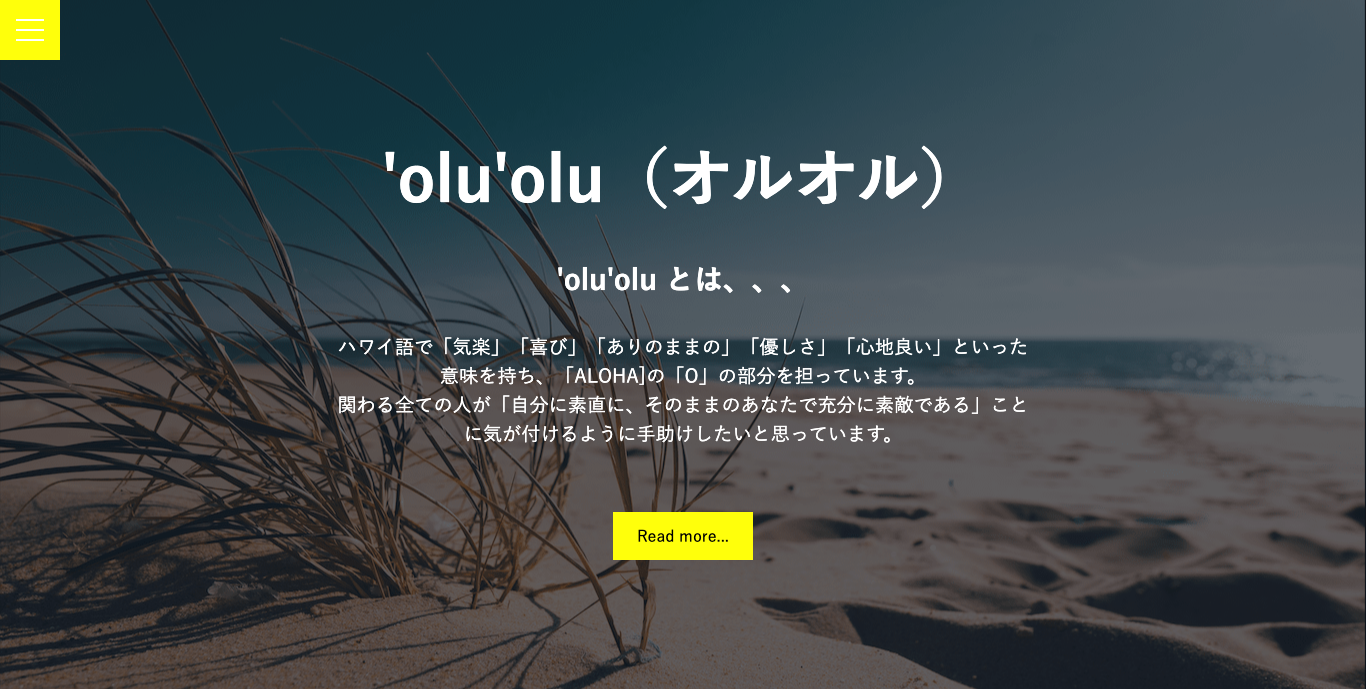 'olu'olu（オルオル）
'olu'olu とは、、、
ハワイ語で「気楽」「喜び」「ありのままの」「優しさ」「心地良い」といった
意味を持ち、「ALOHA]の「O」の部分を担っています。
関わる全ての人が「自分に素直に、そのままのあなたで充分に素敵である」こと
に気が付けるように手助けしたいと思っています。
Read more...